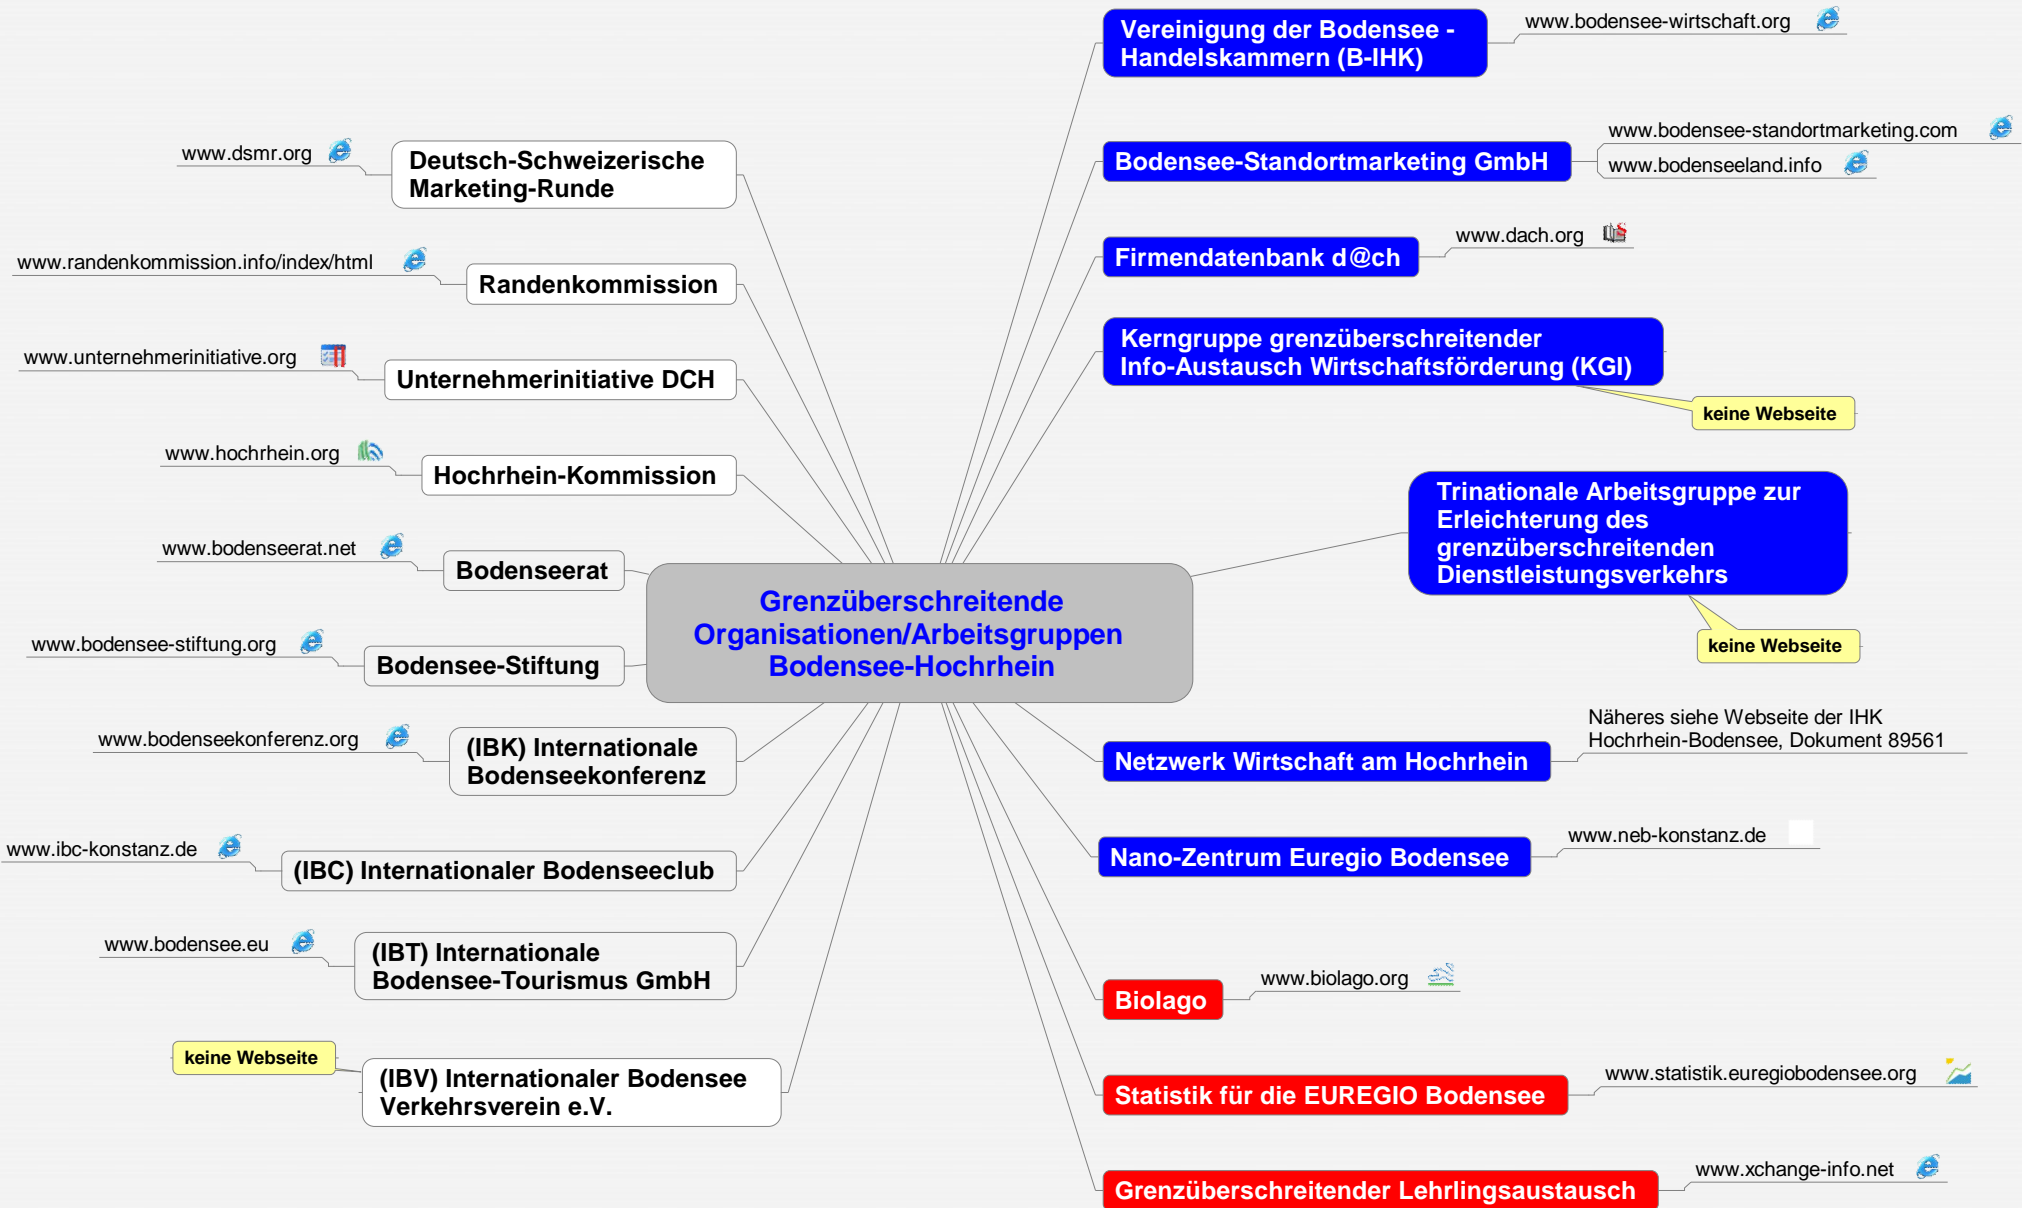 Grenzüberschreitende
Organisationen/Arbeitsgruppen
Bodensee-Hochrhein
www.dsmr.org
Deutsch-Schweizerische
Marketing-Runde
www.randenkommission.info/index/html
Randenkommission
www.unternehmerinitiative.org
Unternehmerinitiative DCH
www.hochrhein.org
Hochrhein-Kommission
www.bodenseerat.net
Bodenseerat
www.bodensee-stiftung.org
Bodensee-Stiftung
www.bodenseekonferenz.org
(IBK) Internationale
Bodenseekonferenz
www.ibc-konstanz.de
(IBC) Internationaler Bodenseeclub
www.bodensee.eu
(IBT) Internationale
Bodensee-Tourismus GmbH
keine Webseite
(IBV) Internationaler Bodensee
Verkehrsverein e.V.
Vereinigung der Bodensee -
Handelskammern (B-IHK)
www.bodensee-wirtschaft.org
Bodensee-Standortmarketing GmbH
www.bodensee-standortmarketing.com
www.bodenseeland.info
Firmendatenbank d@ch
www.dach.org
Kerngruppe grenzüberschreitender
Info-Austausch Wirtschaftsförderung (KGI)
keine Webseite
Trinationale Arbeitsgruppe zur
Erleichterung des
grenzüberschreitenden
Dienstleistungsverkehrs
keine Webseite
Netzwerk Wirtschaft am Hochrhein
Näheres siehe Webseite der IHK
Hochrhein-Bodensee, Dokument 89561
Nano-Zentrum Euregio Bodensee
www.neb-konstanz.de
Biolago
www.biolago.org
Statistik für die EUREGIO Bodensee
www.statistik.euregiobodensee.org
Grenzüberschreitender Lehrlingsaustausch
www.xchange-info.net